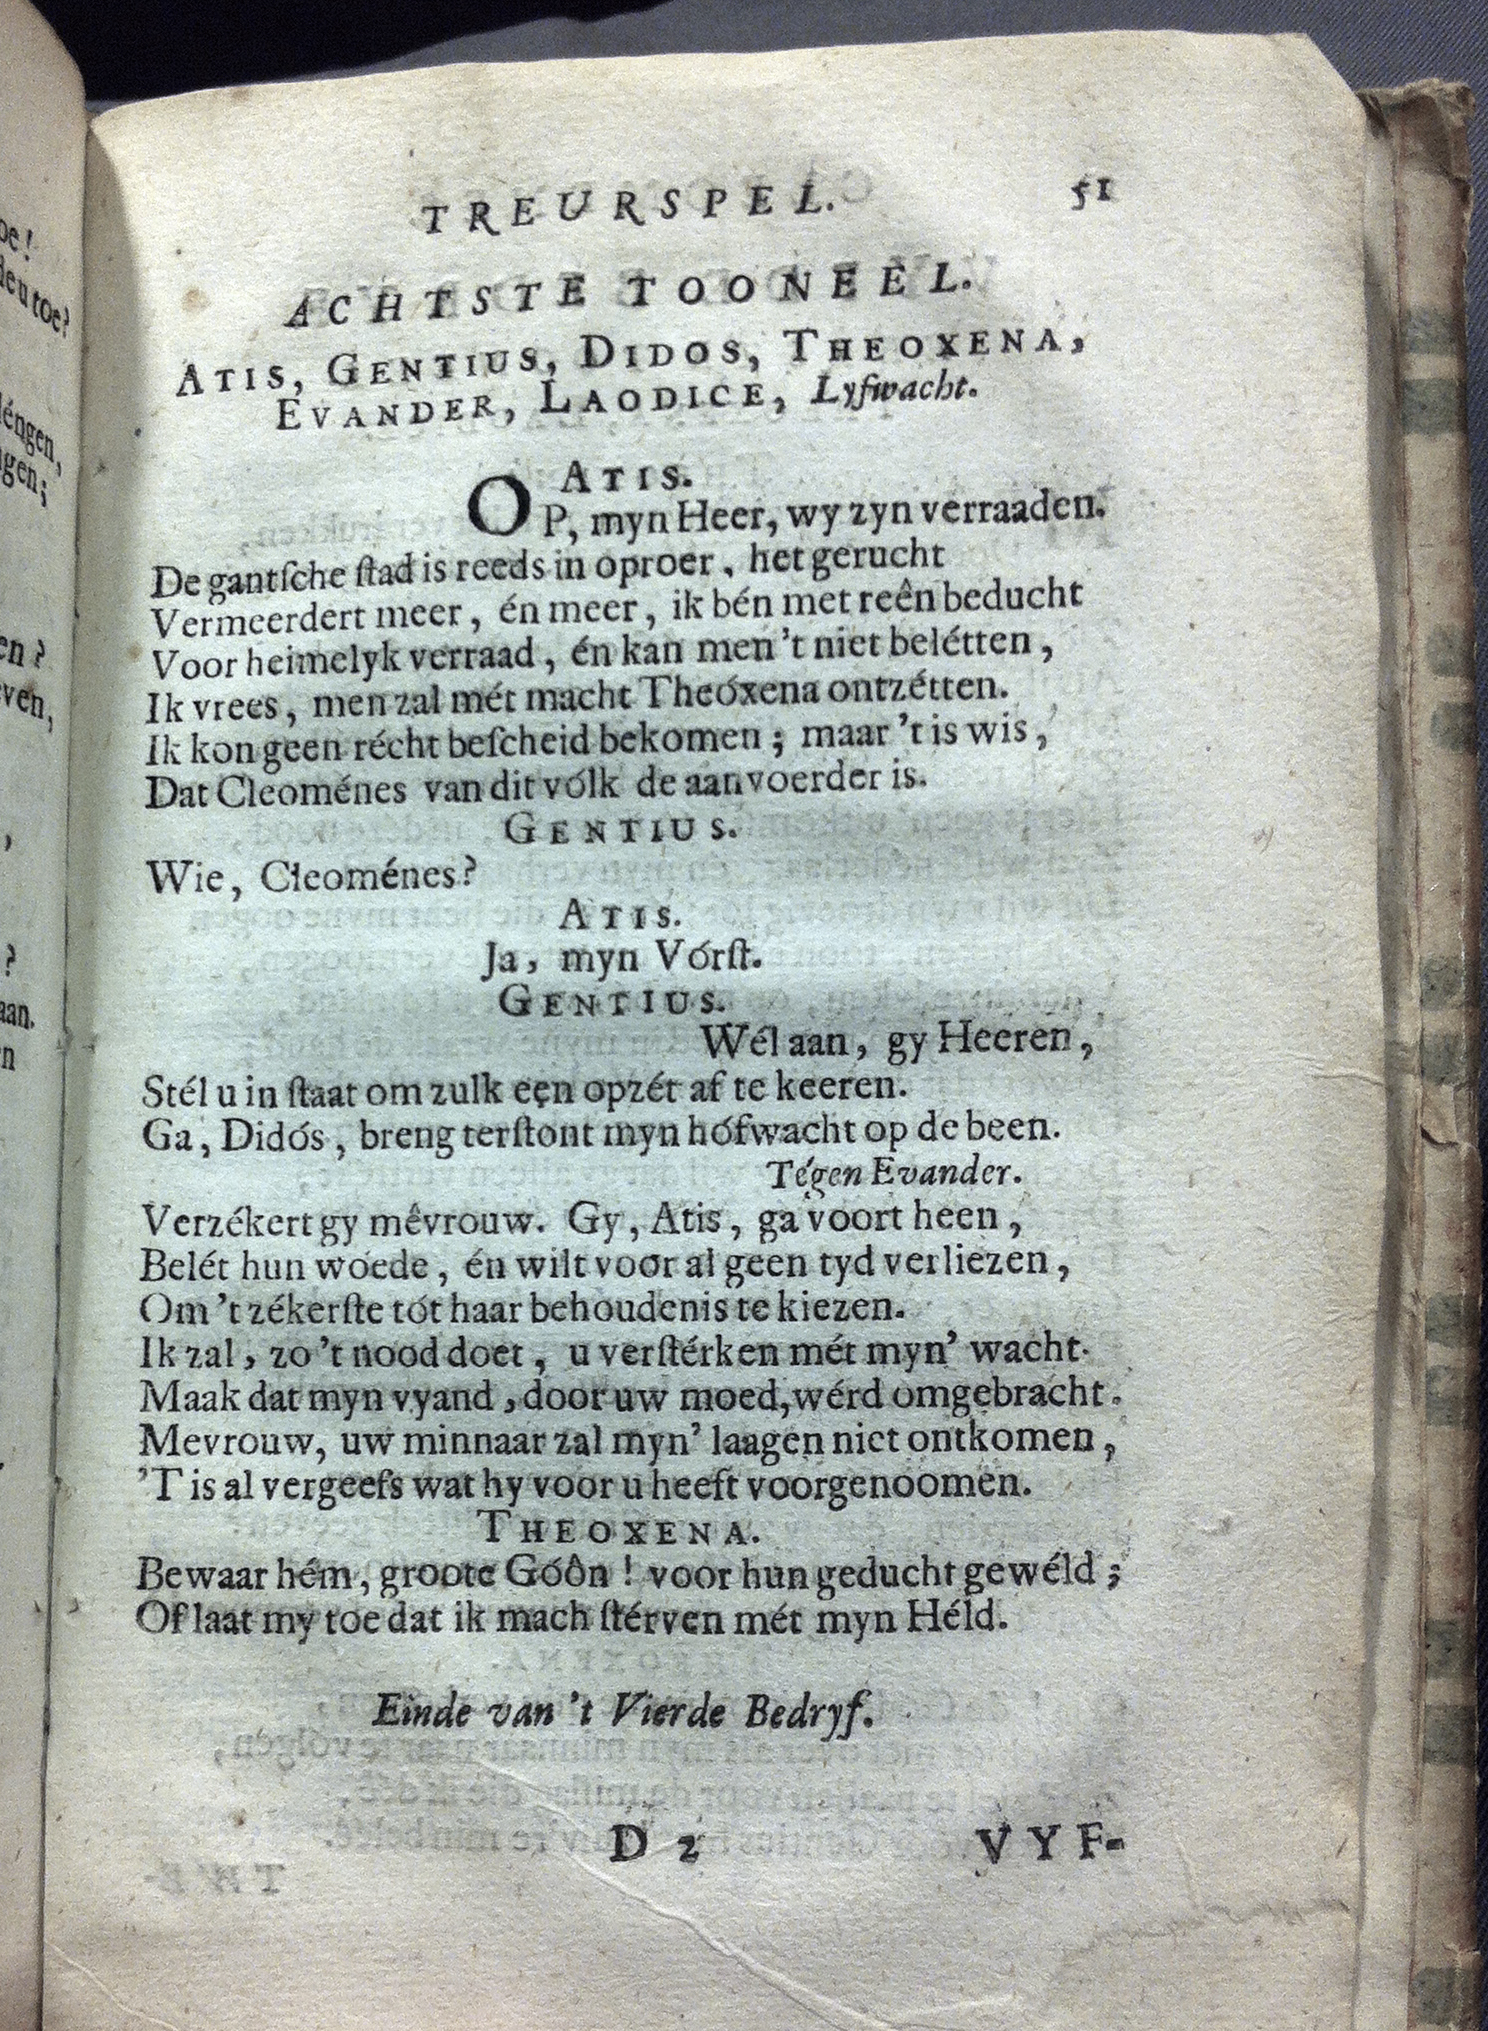 TREURSPEL. 51
ACHTSTE TOONEEL.
ATIS, GENTIUS, DIDOS, THEOXENA,
EVANDER, LAODICE, Lyfwacht.
ATIS.
OP, myn Heer, wy zyn verraaden.
De gantſche ſtad is reeds in oproer, het gerucht
Vermeerdert meer, én meer, ik bén met reên beducht
Voor heimelyk verraad, én kan men 't niet belétten,
Ik vrees, men zal mét macht Theóxena ontzétten.
Ik kon geen récht beſcheid bekomen; maar 't is wis,
Dat Cleoménes van dit vólk de aanvoerder is.
GENTIUS.
Wie, Cleoménes?
ATIS.
Ja, myn Vórſt.
GENTIUS.
Wél aan, gy Heeren,
Stél u in ſtaat om zulk een opzét af te keeren.
Ga, Didós, breng terſtont myn hófwacht op de been.
Tégen Evander.
Verzékert gy mêvrouw. Gy, Atis, ga voort heen,
Belét hun woede, én wilt voor al geen tyd verliezen,
Om 't zékerſte tót haar behoudenis te kiezen.
Ik zal, zo 't nood doet, u verſtérken mét myn' wacht.
Maak dat myn vyand, door uw moed, wérd omgebracht.
Mevrouw, uw minnaar zal myn' laagen niet ontkomen,
'T is al vergeefs wat hy voor u heeft voorgenoomen.
THEOXENA.
Bewaar hém, groote Góôn! voor hun geducht gewéld;
Of laat my toe dat ik mach ſtérven mét myn Héld.
Einde van 't Vierde Bedryf.
D 2 VYF-